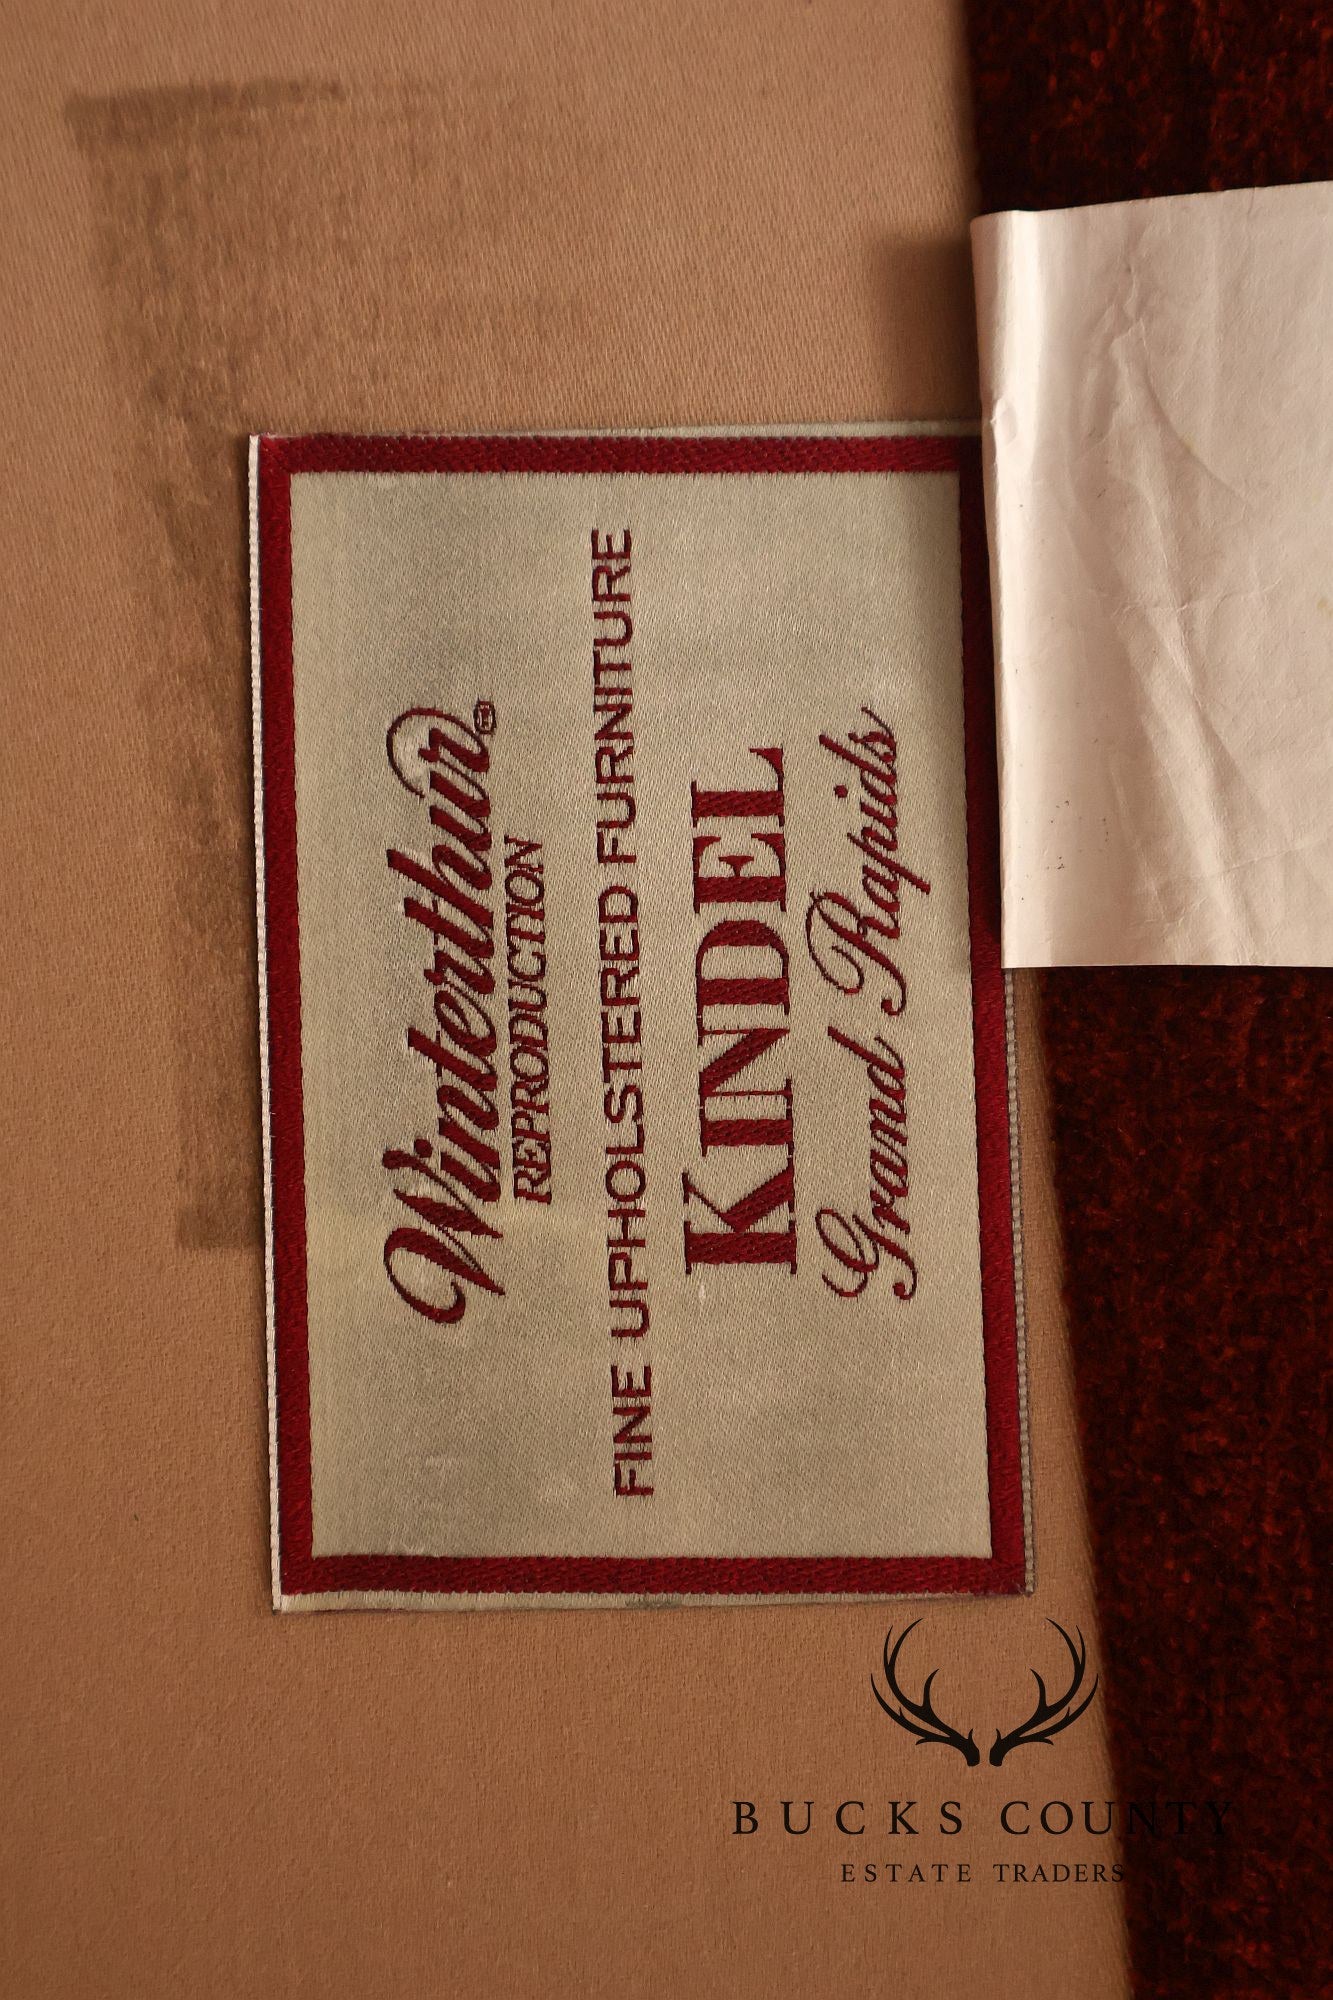 Winterthur
REPRODUCTION
FINE UPHOLSTERED FURNITURE
KINDEL
Grand Rapids
BUCKS COUNTY
ESTATE TRADERS